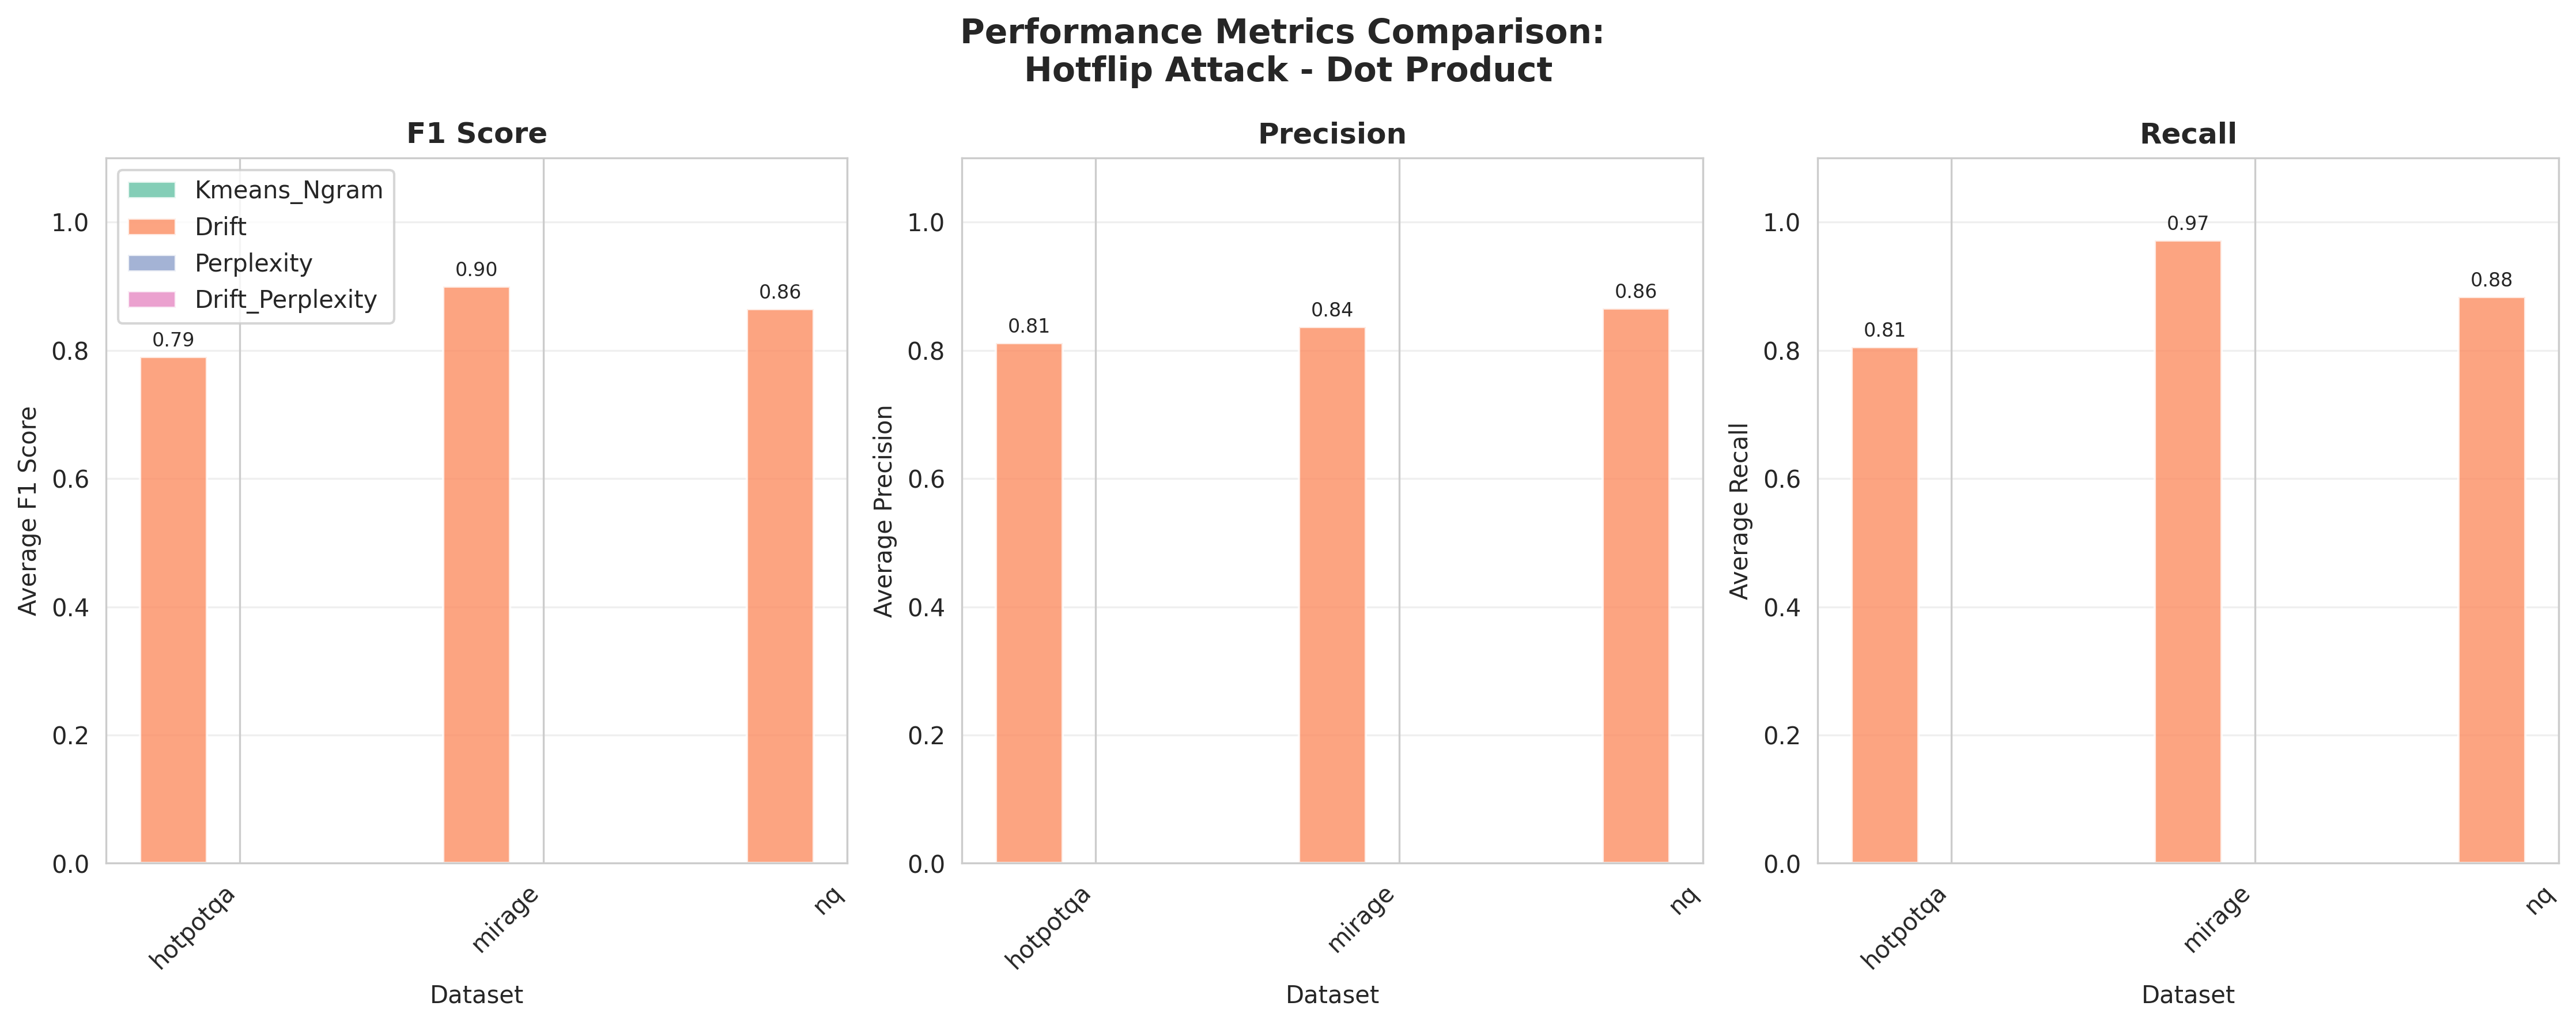 Performance Metrics Comparison:
Hotflip Attack - Dot Product
F1 Score
Kmeans_Ngram
Drift
Perplexity
Drift_Perplexity
1.0
0.8
0.6
0.4
0.2
0.0
Average F1 Score
0.79
0.90
0.86
hotpotqa
mirage
nq
Dataset
Precision
1.0
0.8
0.6
0.4
0.2
0.0
Average Precision
0.81
0.84
0.86
hotpotqa
mirage
nq
Dataset
Recall
1.0
0.8
0.6
0.4
0.2
0.0
Average Recall
0.81
0.97
0.88
hotpotqa
mirage
nq
Dataset